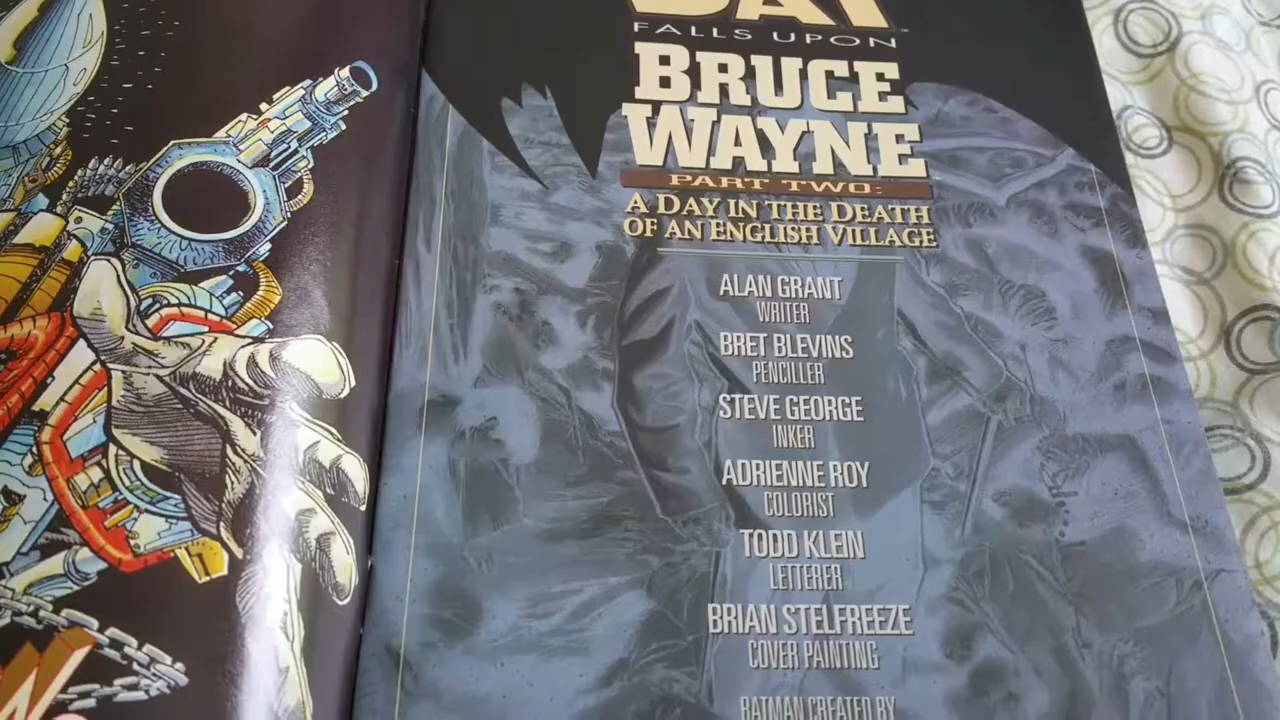 FALLS UPON
BRUCE
WAYNE
PART TWO:
A DAY IN THE DEATH
OF AN ENGLISH VILLAGE
ALAN GRANT
WRITER
BRET BLEVINS
PENCILLER
STEVE GEORGE
INKER
ADRIENNE ROY
COLORIST
TODD KLEIN
LETTERER
BRIAN STELFREEZE
COVER PAINTING
BATMAN CREATED BY